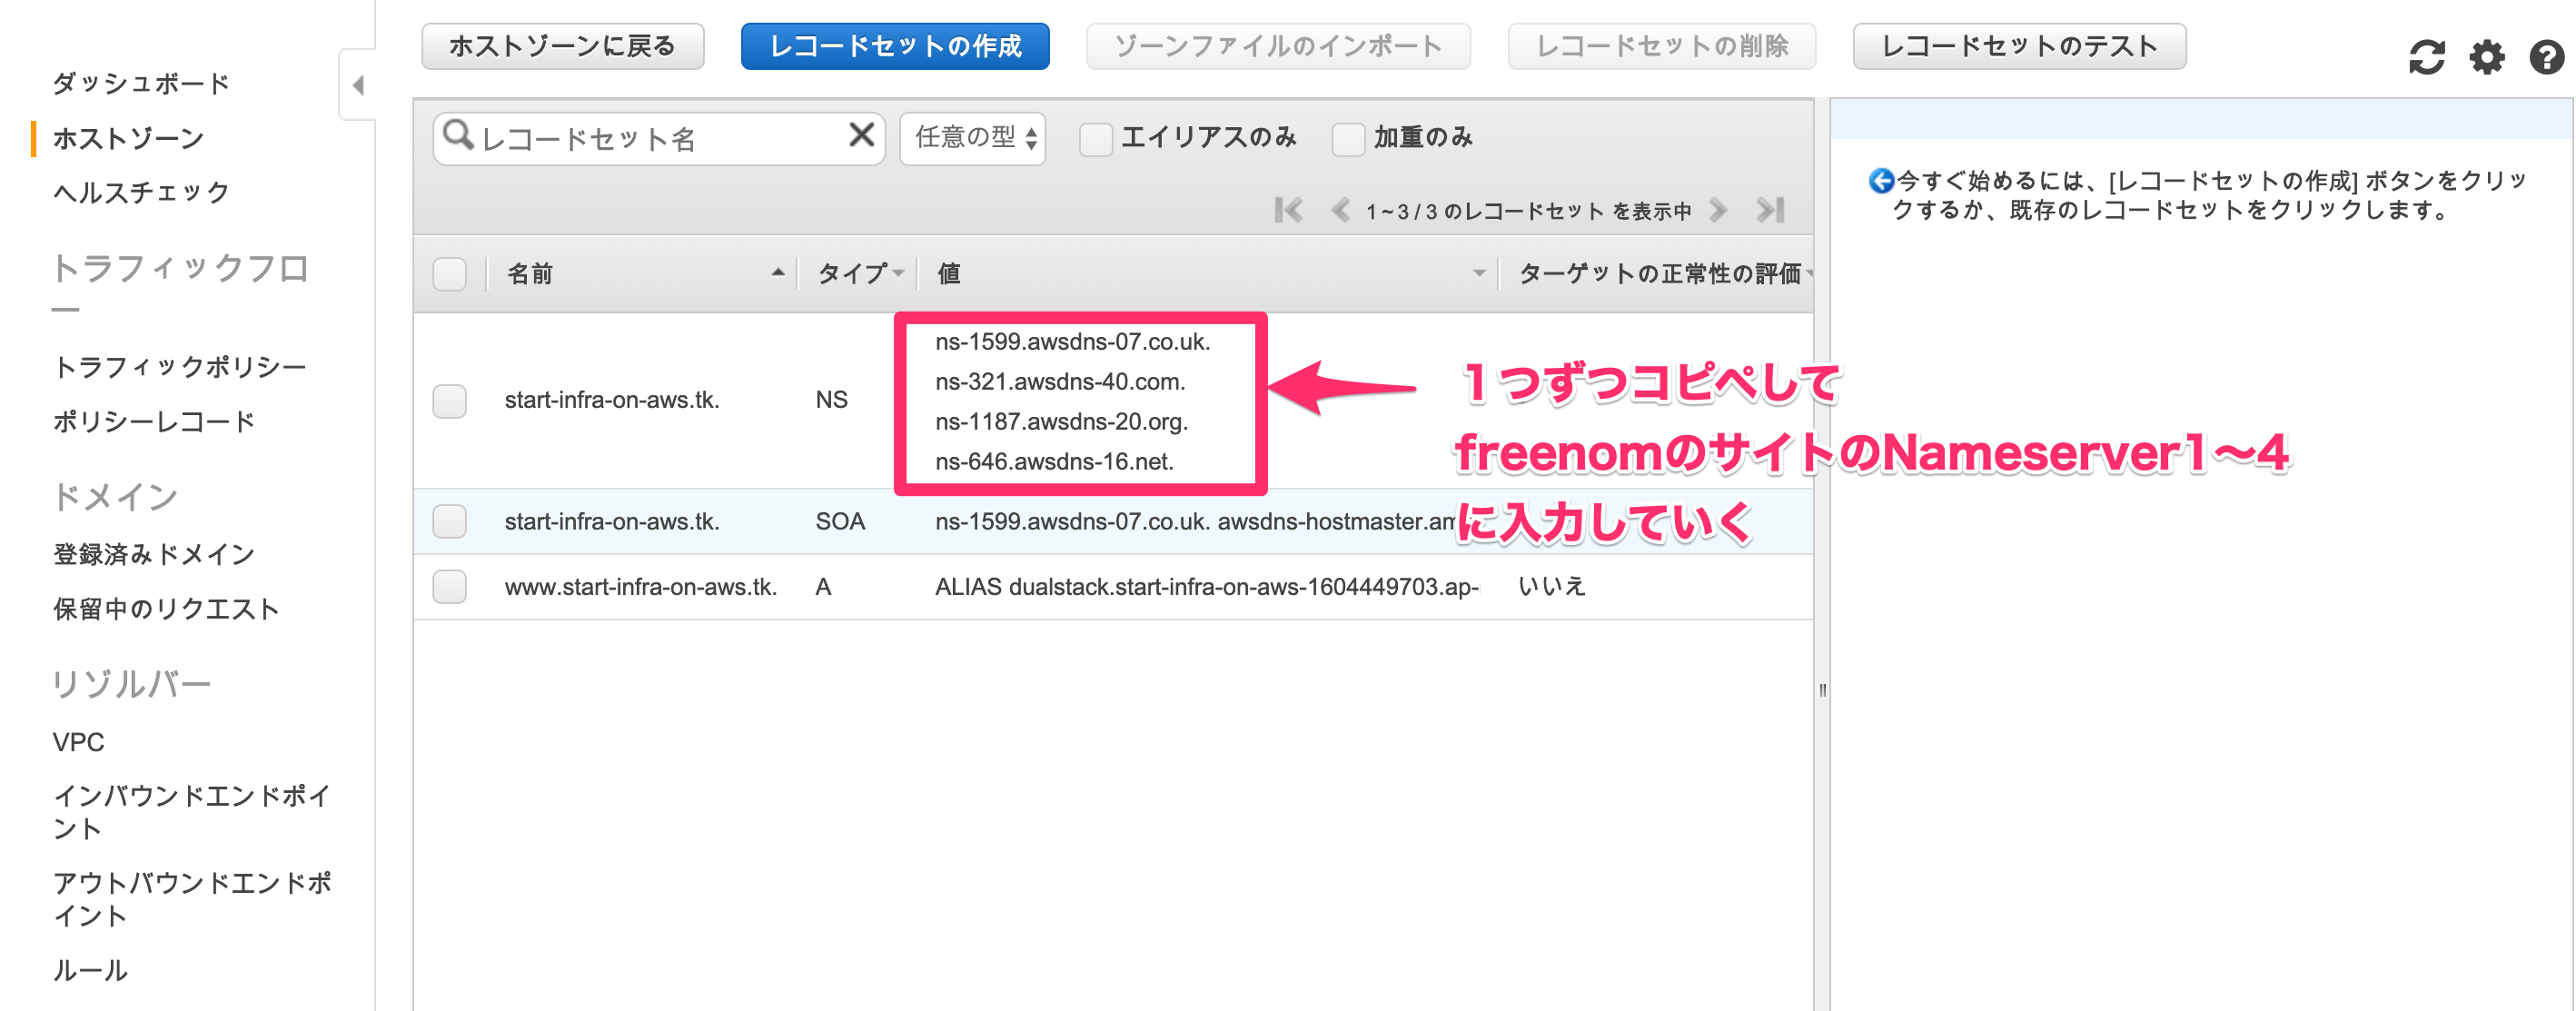 ホストゾーンに戻る
レコードセットの作成
ゾーンファイルのインポート
レコードセットの削除
レコードセットのテスト
ダッシュボード
ホストゾーン
ヘルスチェック
トラフィックフロ
ー
トラフィックポリシー
ポリシーレコード
ドメイン
登録済みドメイン
保留中のリクエスト
リゾルバー
VPC
インバウンドエンドポイ
ント
アウトバウンドエンドポ
イント
ルール
レコードセット名
任意の型
エイリアスのみ
加重のみ
1 ~ 3 / 3 のレコードセット を表示中
名前 タイプ 値 ターゲットの正常性の評価
start-infra-on-aws.tk. NS
ns-1599.awsdns-07.co.uk.
ns-321.awsdns-40.com.
ns-1187.awsdns-20.org.
ns-646.awsdns-16.net.
start-infra-on-aws.tk. SOA ns-1599.awsdns-07.co.uk. awsdns-hostmaster.am
www.start-infra-on-aws.tk. A ALIAS dualstack.start-infra-on-aws-1604449703.ap- いいえ
１つずつコピペして
freenomのサイトのNameserver1〜4
に入力していく
今すぐ始めるには、[レコードセットの作成] ボタンをクリッ
クするか、既存のレコードセットをクリックします。